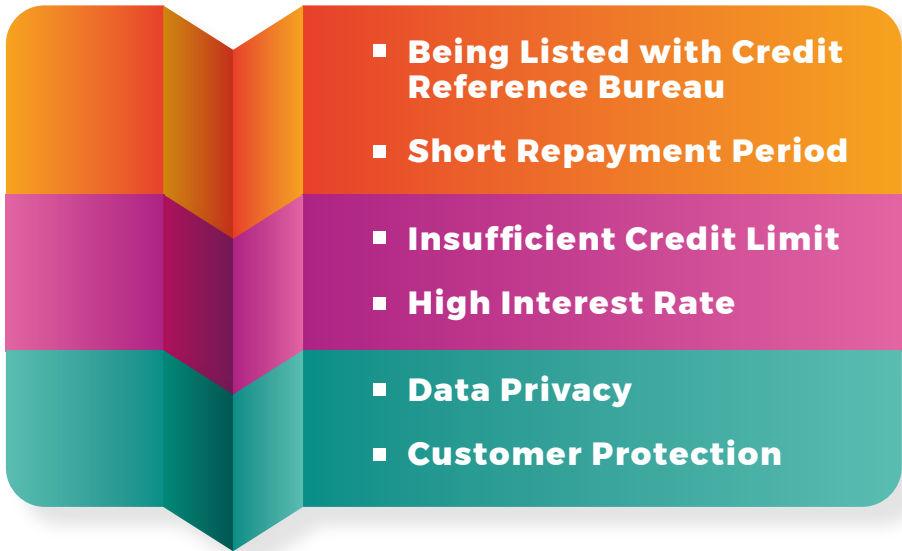 ▪ Being Listed with Credit
Reference Bureau
▪ Short Repayment Period
▪ Insufficient Credit Limit
▪ High Interest Rate
▪ Data Privacy
▪ Customer Protection